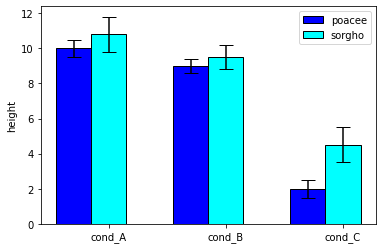 poacee
sorgho
12
10
8
6
4
2
0
height
cond_A
cond_B
cond_C